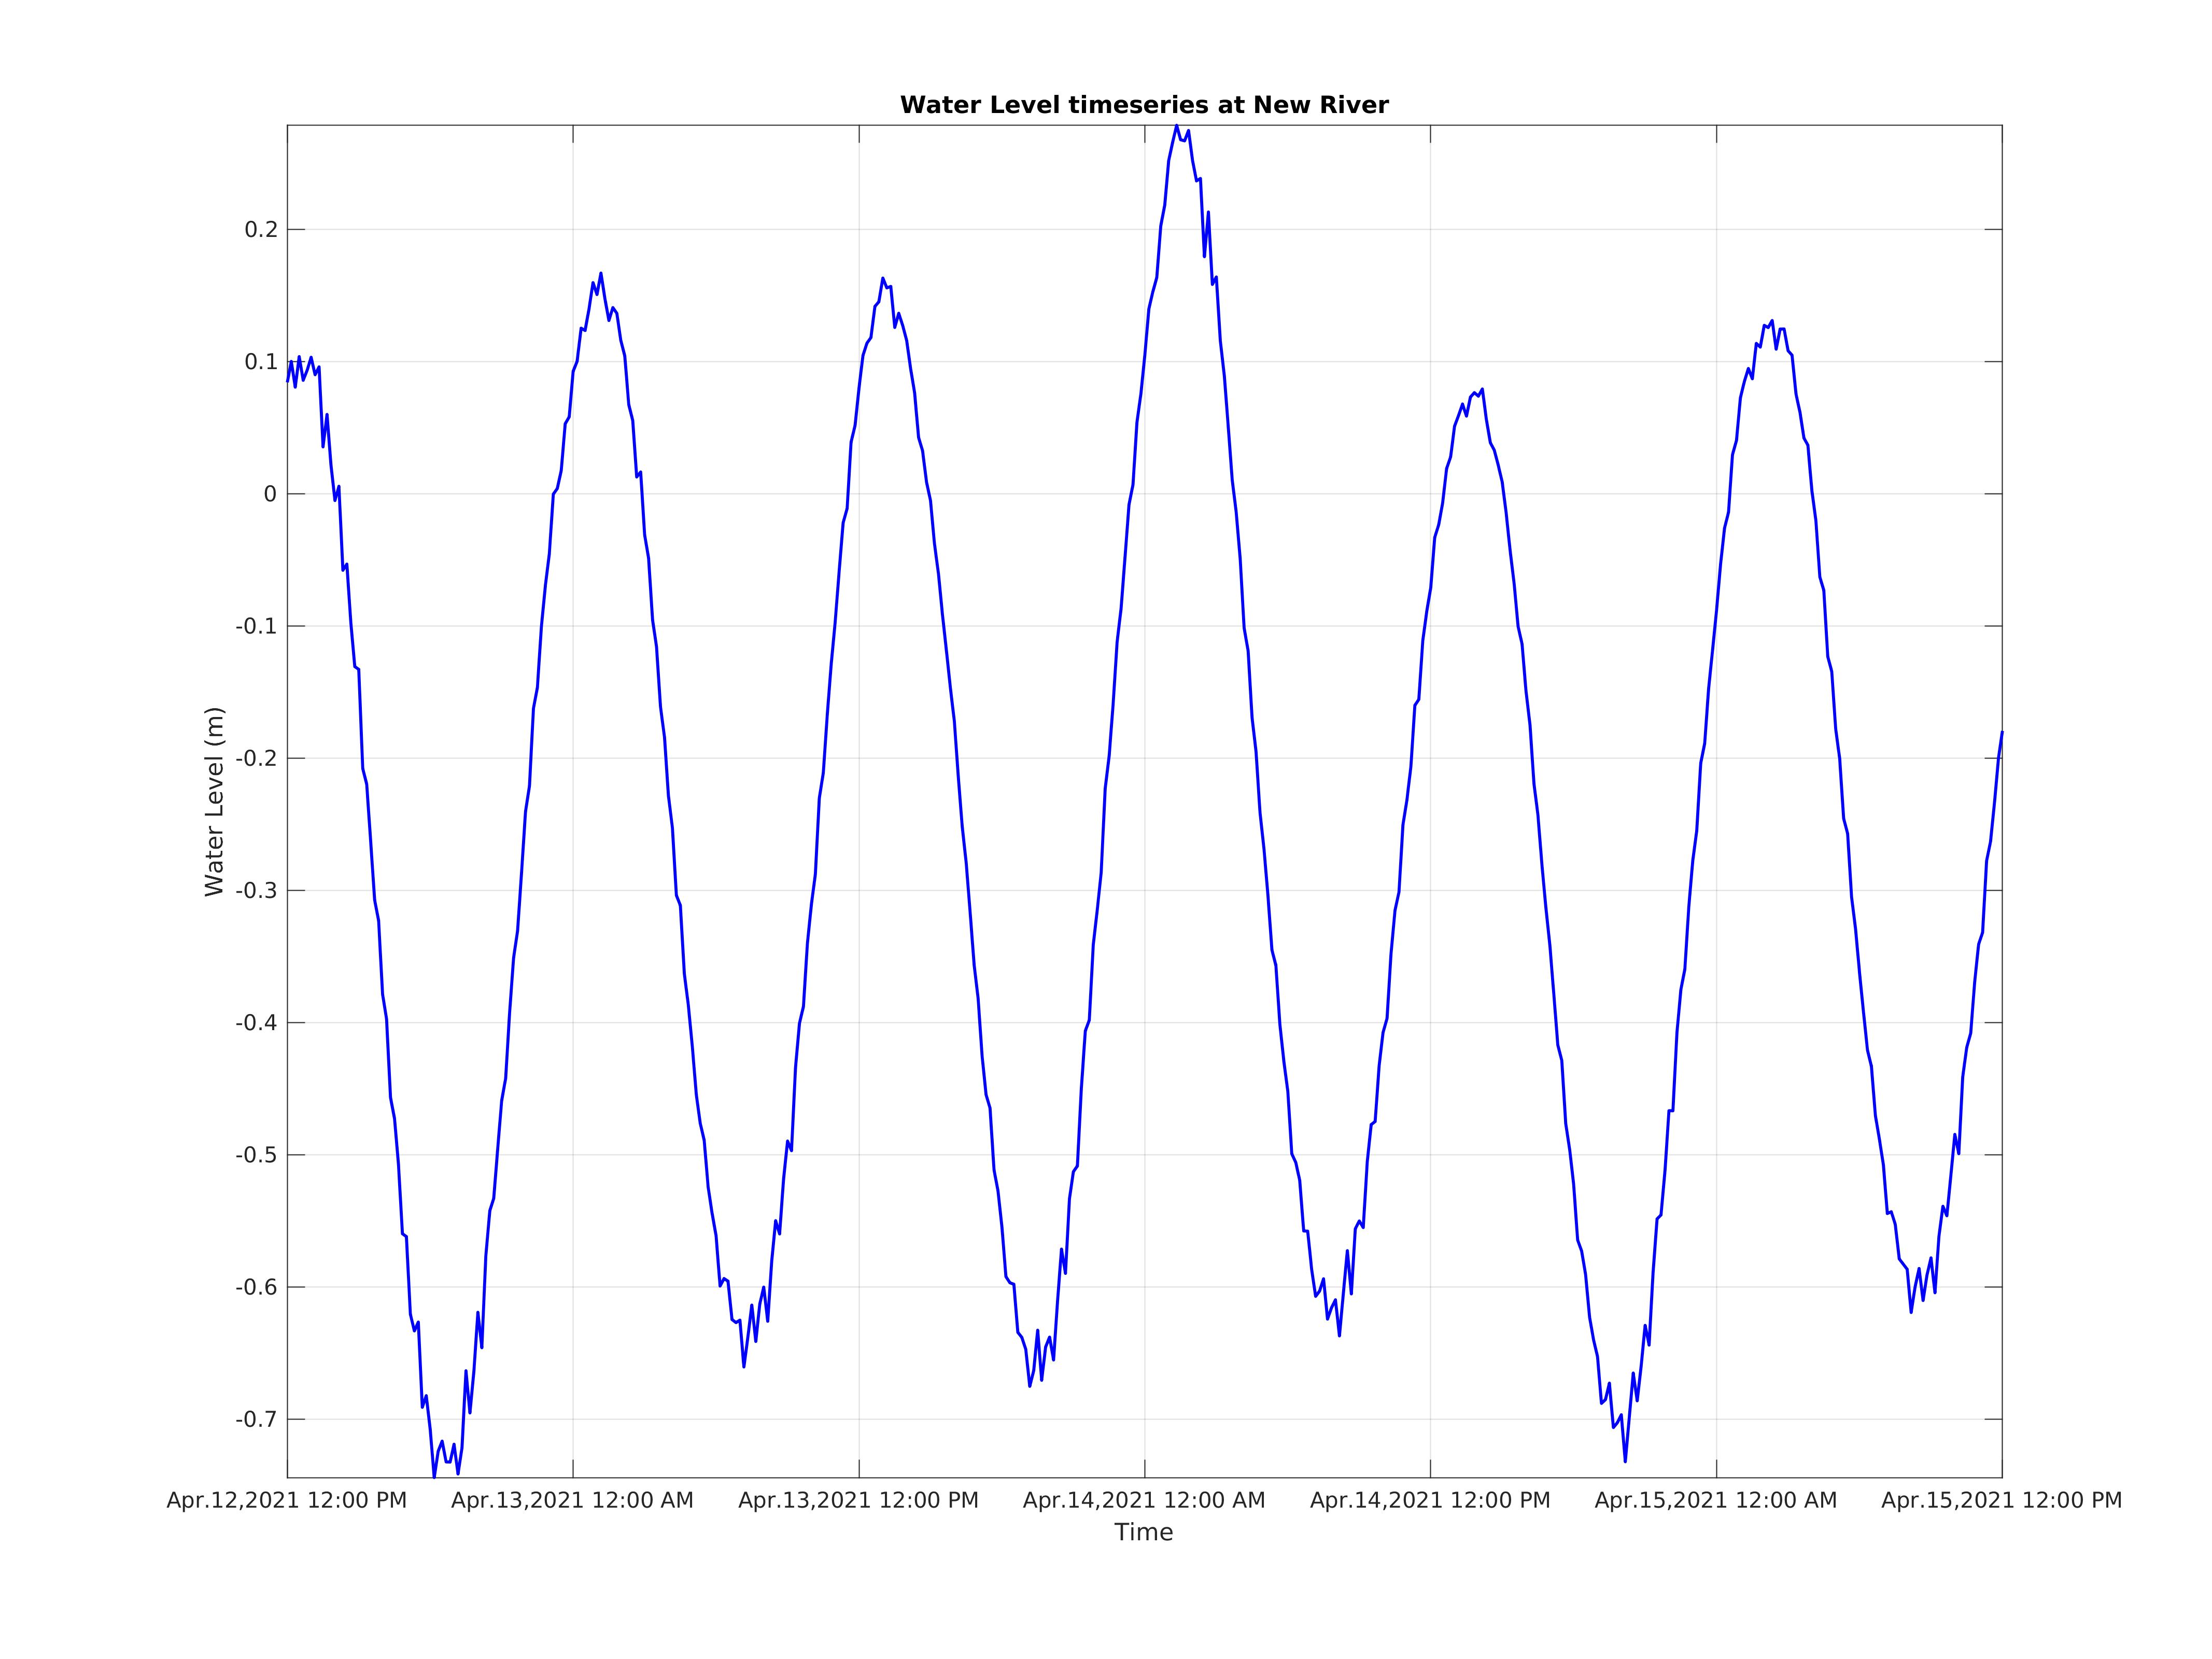 Water Level timeseries at New River
0.2
0.1
0
-0.1
-0.2
-0.3
-0.4
-0.5
-0.6
-0.7
Water Level (m)
Apr.12,2021 12:00 PM Apr.13,2021 12:00 AM Apr.13,2021 12:00 PM Apr.14,2021 12:00 AM Apr.14,2021 12:00 PM Apr.15,2021 12:00 AM Apr.15,2021 12:00 PM
Time